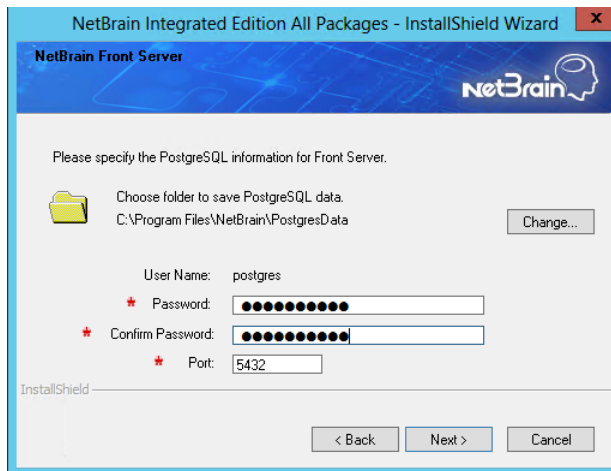 NetBrain Integrated Edition All Packages - InstallShield Wizard x
NetBrain Front Server
NetBrain
Please specify the PostgreSQL information for Front Server.
Choose folder to save PostgreSQL data.
C:\Program Files\NetBrain\PostgresData
Change...
User Name: postgres
* Password: ●●●●●●●●●●
* Confirm Password: ●●●●●●●●●●
* Port: 5432
InstallShield
< Back Next > Cancel